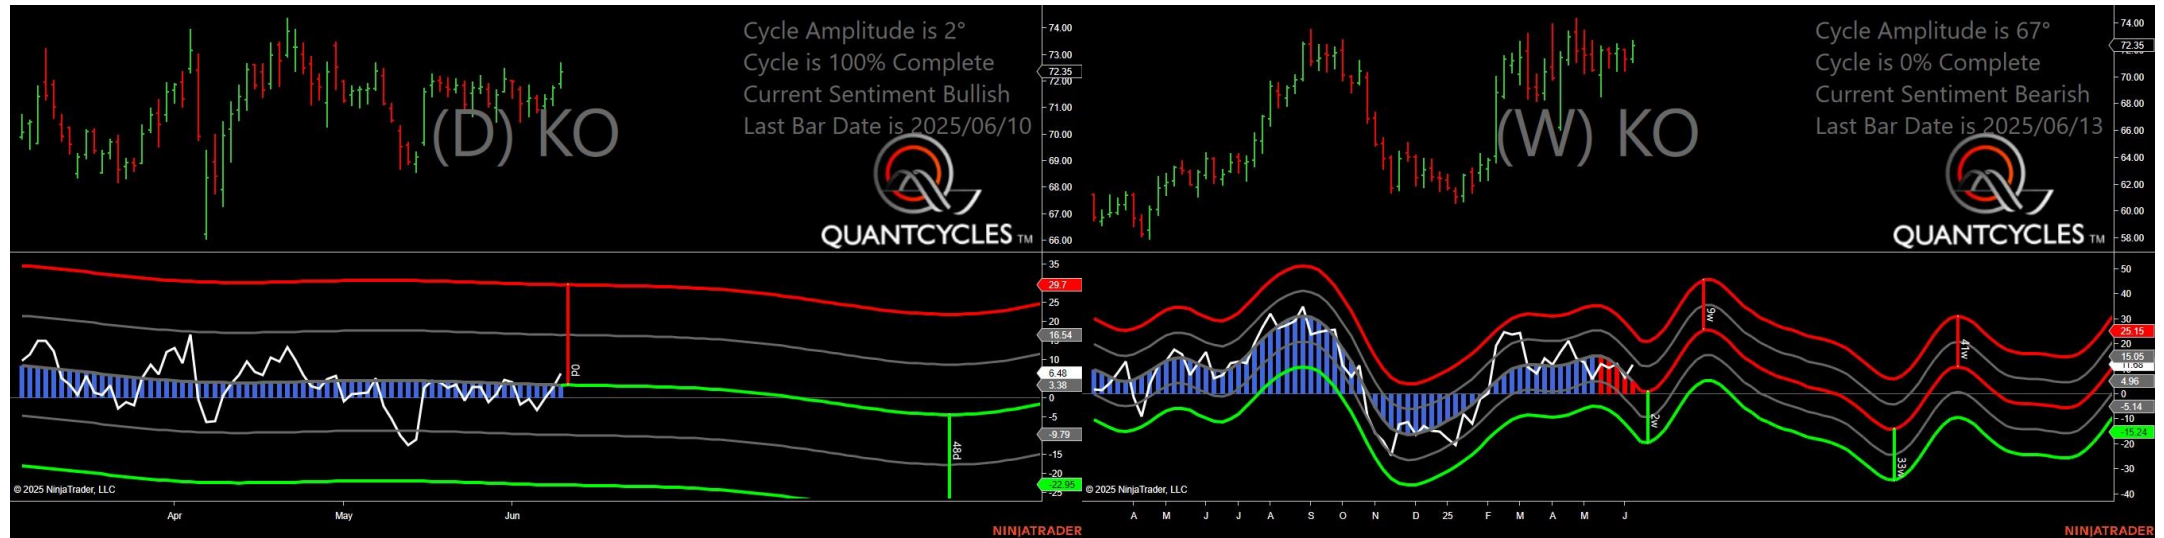 Cycle Amplitude is 2°
Cycle is 100% Complete
Current Sentiment Bullish
Last Bar Date is 2025/06/10
(D) KO
QUANTCYCLES TM
74.00
73.00
72.35
72.00
71.00
70.00
69.00
68.00
67.00
66.00
35
29.7
25
20
16.54
10
6.48
3.38
0
-5
-9.79
-15
-20
-22.95
-25
0d
48d
© 2025 NinjaTrader, LLC
Apr
May
Jun
NINJATRADER
Cycle Amplitude is 67°
Cycle is 0% Complete
Current Sentiment Bearish
Last Bar Date is 2025/06/13
(W) KO
QUANTCYCLES TM
74.00
72.35
70.00
68.00
66.00
64.00
62.00
60.00
58.00
50
40
30
25.15
20
15.05
4.96
0
-5.14
-10
-15.24
-20
-30
-40
2w
9w
33w
41w
© 2025 NinjaTrader, LLC
A M J J A S O N D 25 F M A M J
NINJATRADER